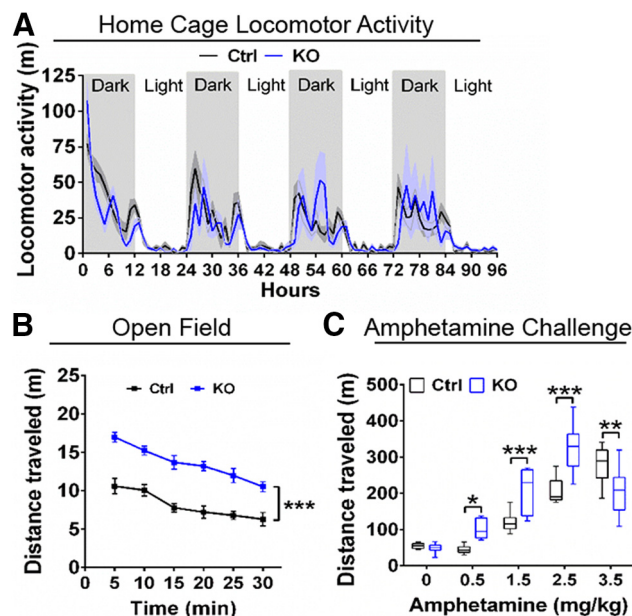 A
Home Cage Locomotor Activity
Ctrl KO
Locomotor activity (m)
125
100
75
50
25
0
Dark Light Dark Light Dark Light Dark Light
0 6 12 18 24 30 36 42 48 54 60 66 72 78 84 90 96
Hours
B
Open Field
Ctrl KO
Distance traveled (m)
25
20
15
10
5
0
***
0 5 10 15 20 25 30
Time (min)
C
Amphetamine Challenge
Ctrl KO
Distance traveled (m)
500
400
300
200
100
0
* *** *** **
0 0.5 1.5 2.5 3.5
Amphetamine (mg/kg)